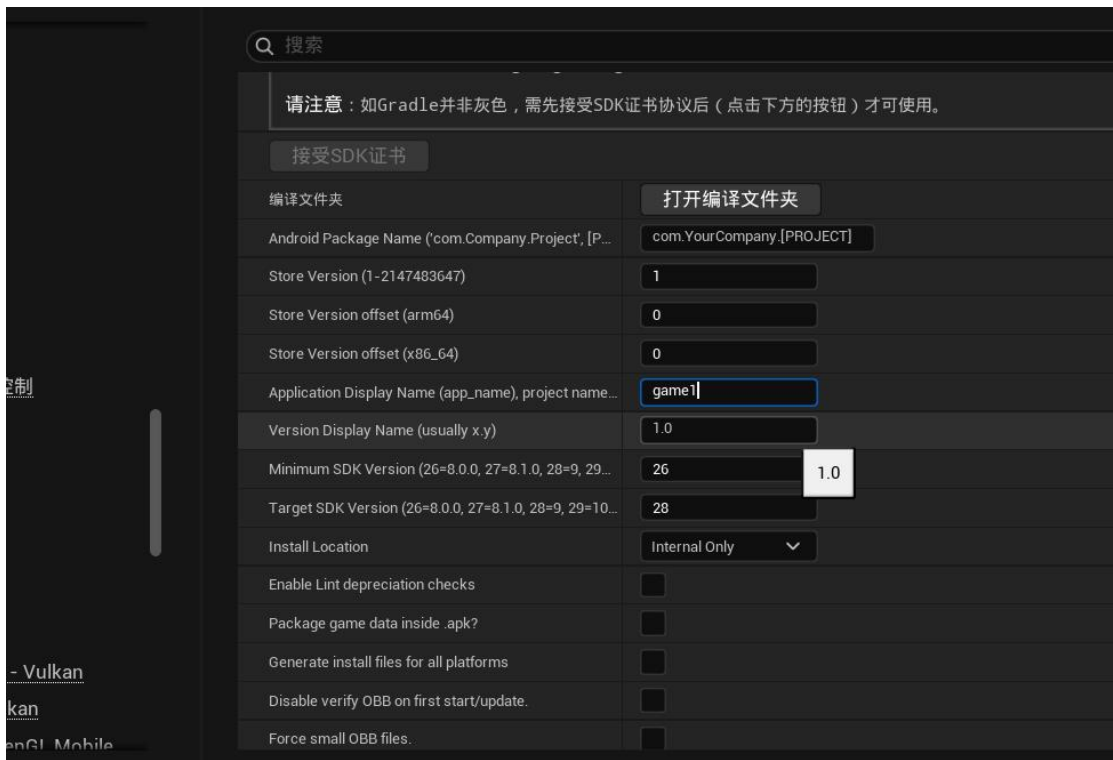 搜索
请注意：如Gradle并非灰色，需先接受SDK证书协议后（点击下方的按钮）才可使用。
接受SDK证书
编译文件夹 打开编译文件夹
Android Package Name ('com.Company.Project', [P... com.YourCompany.[PROJECT]
Store Version (1-2147483647) 1
Store Version offset (arm64) 0
Store Version offset (x86_64) 0
控制
Application Display Name (app_name), project name... game1
Version Display Name (usually x.y) 1.0
Minimum SDK Version (26=8.0.0, 27=8.1.0, 28=9, 29... 26
1.0
Target SDK Version (26=8.0.0, 27=8.1.0, 28=9, 29=10... 28
Install Location Internal Only
Enable Lint depreciation checks
Package game data inside .apk?
Generate install files for all platforms
- Vulkan
Disable verify OBB on first start/update.
kan
Force small OBB files.
enGL Mobile